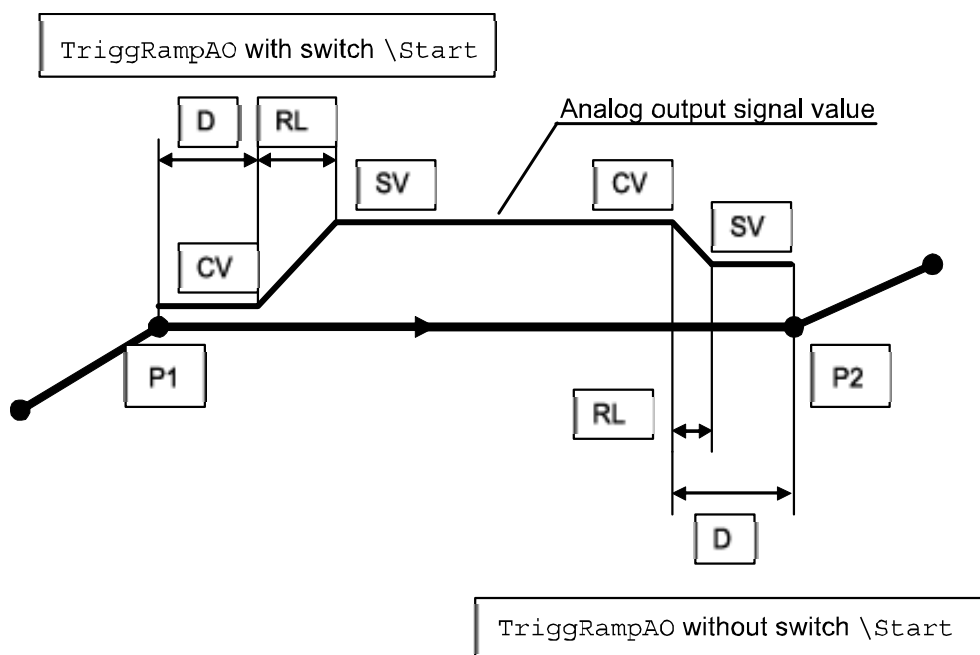 TriggRampAO with switch \Start
D
RL
Analog output signal value
SV
CV
SV
CV
P1
P2
RL
D
TriggRampAO without switch \Start